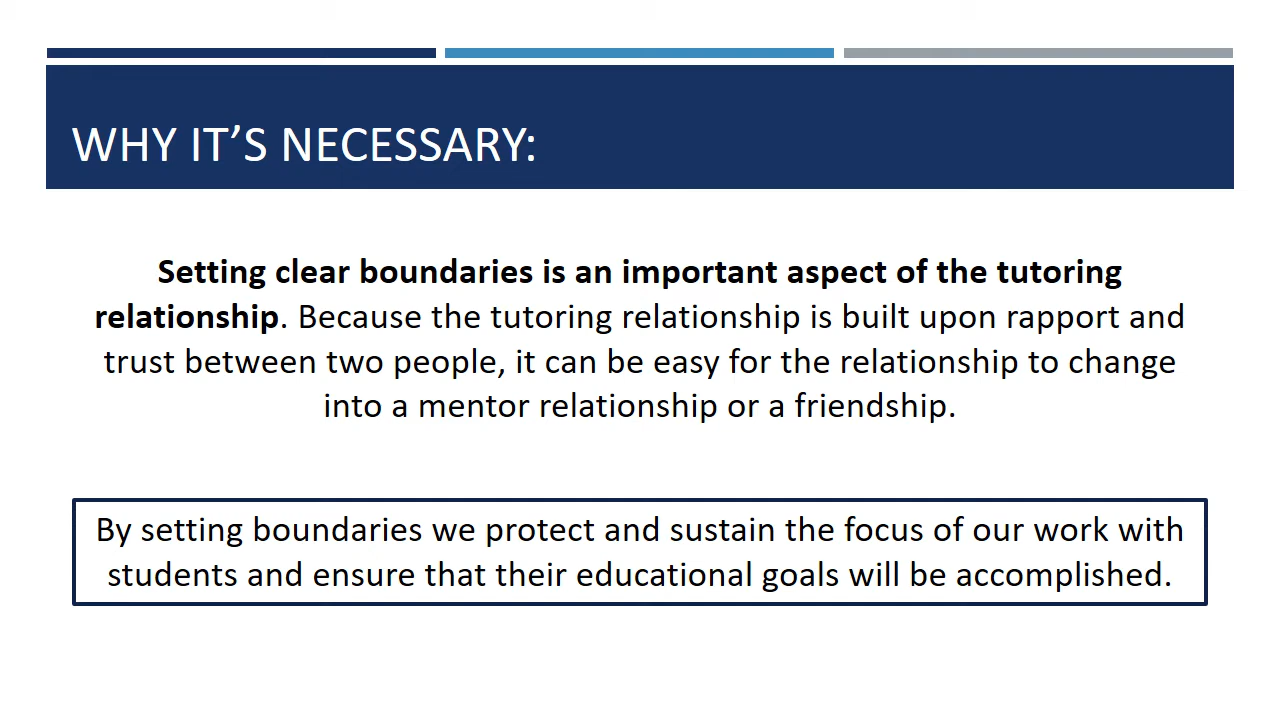 WHY IT’S NECESSARY:
Setting clear boundaries is an important aspect of the tutoring
relationship. Because the tutoring relationship is built upon rapport and
trust between two people, it can be easy for the relationship to change
into a mentor relationship or a friendship.
By setting boundaries we protect and sustain the focus of our work with
students and ensure that their educational goals will be accomplished.